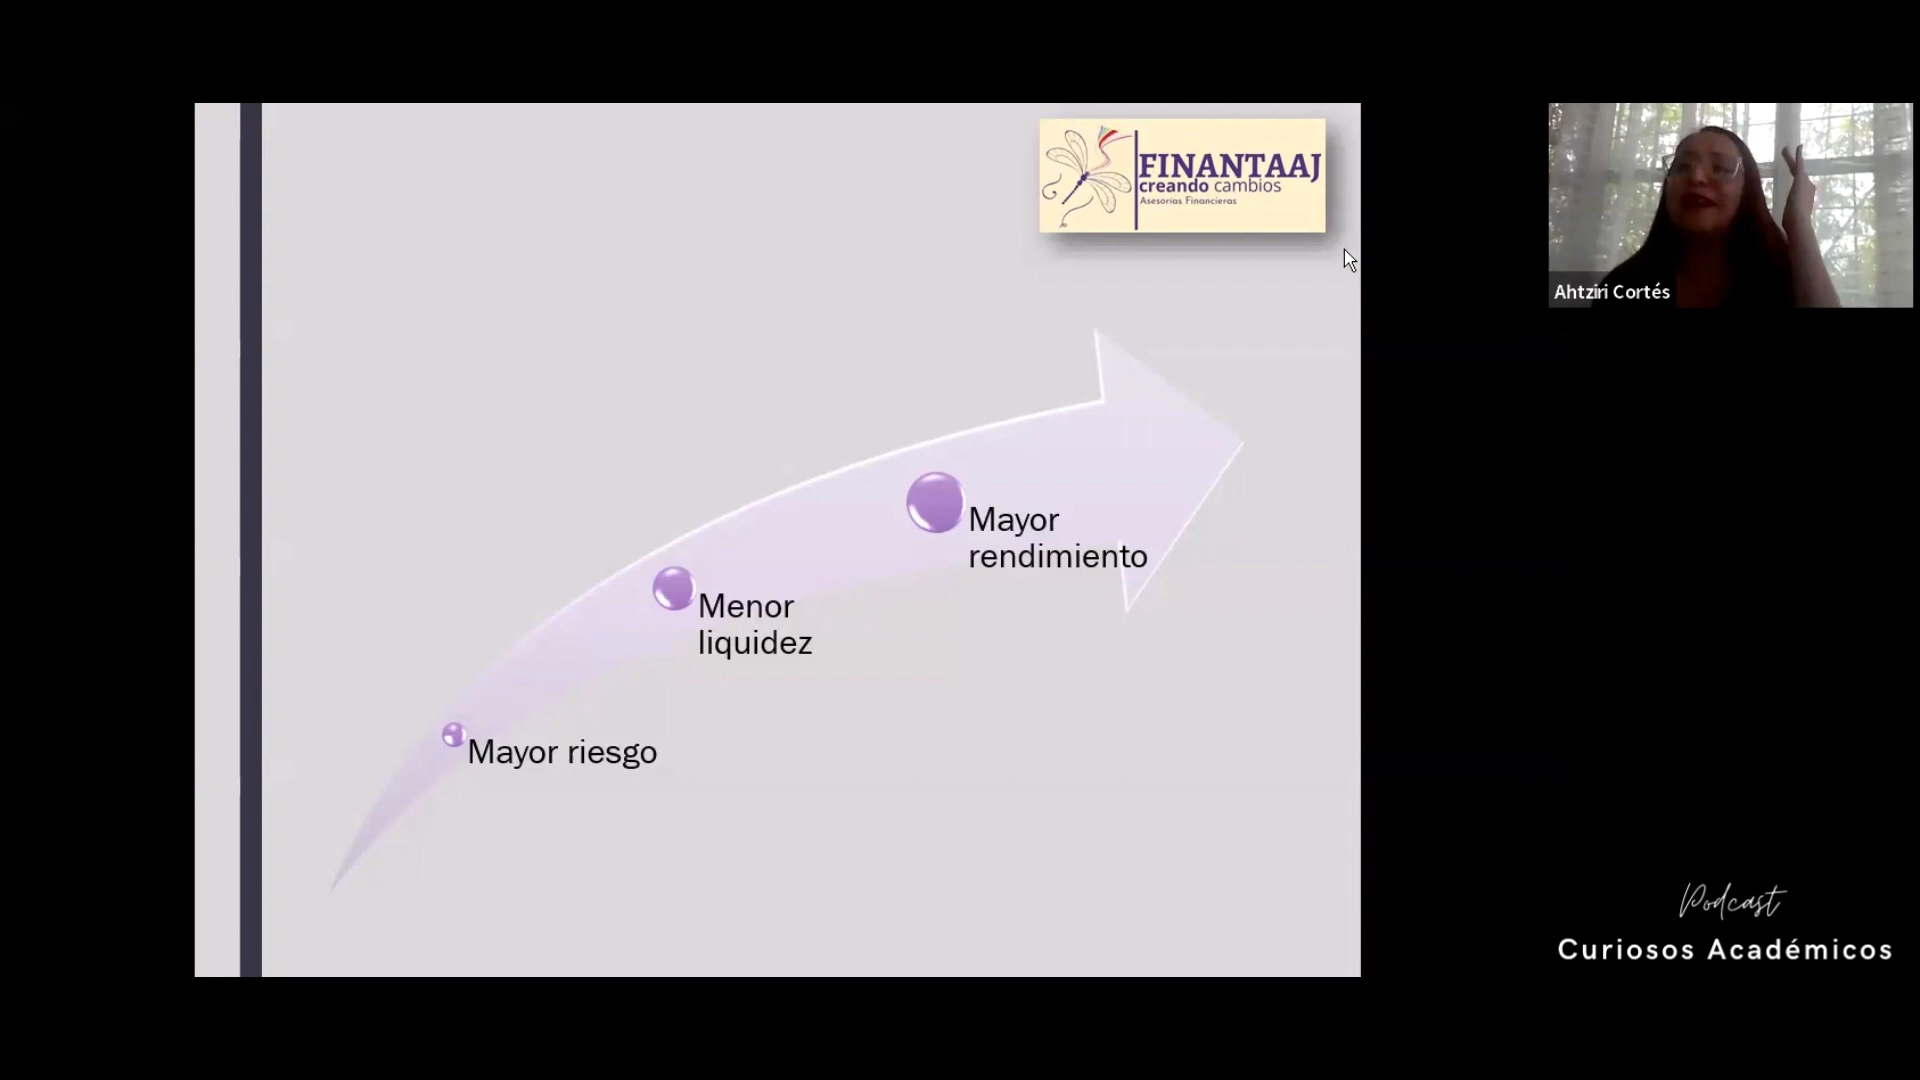 FINANTAAJ
creando cambios
Asesorías Financieras
Ahtziri Cortés
Mayor
rendimiento
Menor
liquidez
Mayor riesgo
Podcast
Curiosos Académicos